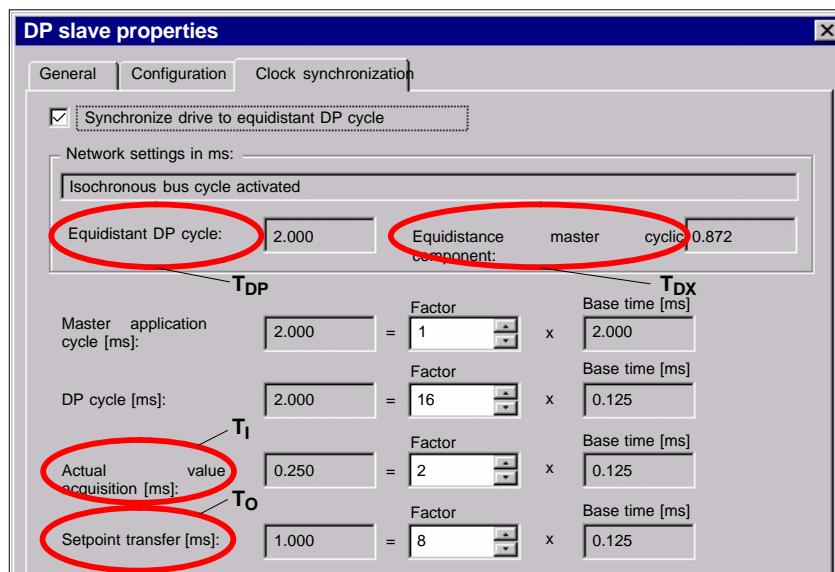 DP slave properties
General Configuration Clock synchronization
Synchronize drive to equidistant DP cycle
Network settings in ms:
Isochronous bus cycle activated
Equidistant DP cycle: 2.000 Equidistance master cyclic 0.872
component:
TDP TDX
Factor Base time [ms]
Master application
cycle [ms]: 2.000 = 1 x 2.000
Factor Base time [ms]
DP cycle [ms]: 2.000 = 16 x 0.125
TI
Factor Base time [ms]
Actual value
acquisition [ms]: 0.250 = 2 x 0.125
TO
Factor Base time [ms]
Setpoint transfer [ms]: 1.000 = 8 x 0.125